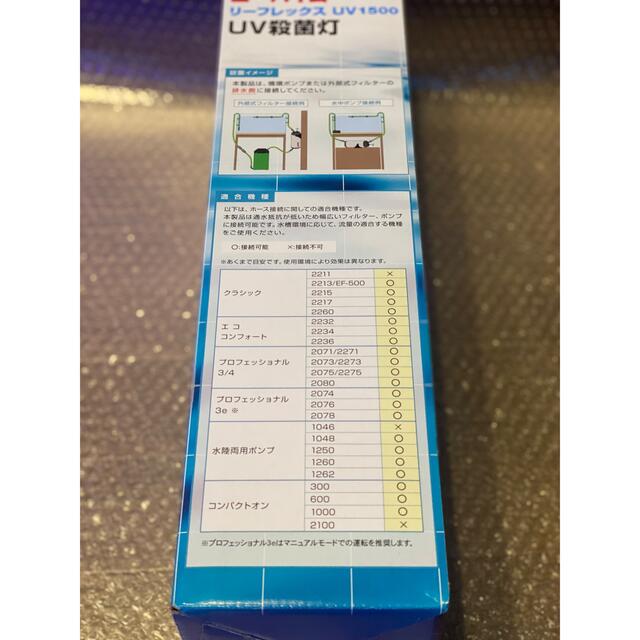 リーフレックス UV1500
UV殺菌灯
設置イメージ
本製品は、循環ポンプまたは外部式フィルターの
排水側に接続してください。
外部式フィルター接続例
水中ポンプ接続例
適合機種
以下は、ホース接続に関しての適合機種です。
本製品は通水抵抗が低いため幅広いフィルター、ポンプ
に接続可能です。水槽環境に応じて、流量の適合する機種
をご使用ください。
○:接続可能 ×:接続不可
※あくまで目安です。使用環境により効果は異なります。
クラシック
2211 ×
2213/EF-500 ○
2215 ○
2217 ○
2260 ○
エコ
コンフォート
2232 ○
2234 ○
2236 ○
プロフェッショナル
3/4
2071/2271 ○
2073/2273 ○
2075/2275 ○
2080 ○
プロフェッショナル
3e ※
2074 ○
2076 ○
2078 ○
水陸両用ポンプ
1046 ×
1048 ○
1250 ○
1260 ○
1262 ○
コンパクトオン
300 ○
600 ○
1000 ○
2100 ×
※プロフェッショナル3eはマニュアルモードでの運転を推奨します。